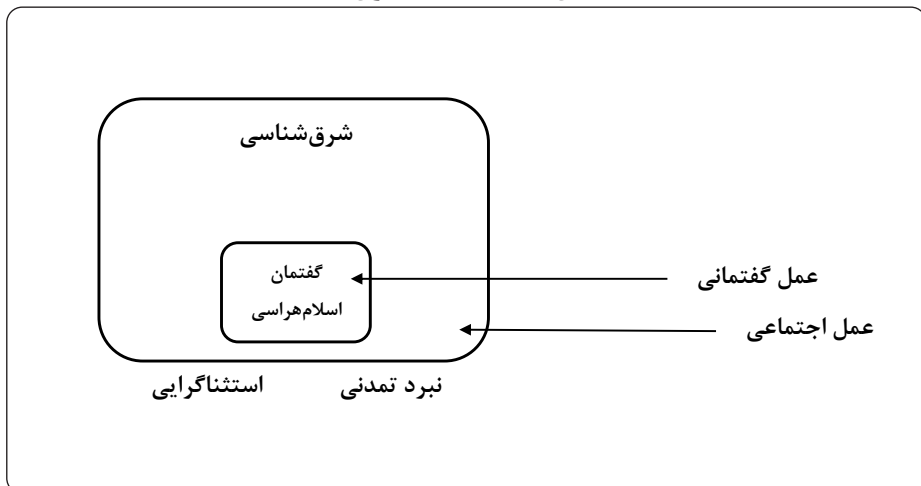 شرق‌شناسی
گفتمان
اسلام‌هراسی
عمل گفتمانی
عمل اجتماعی
نبرد تمدنی
استثناگرایی